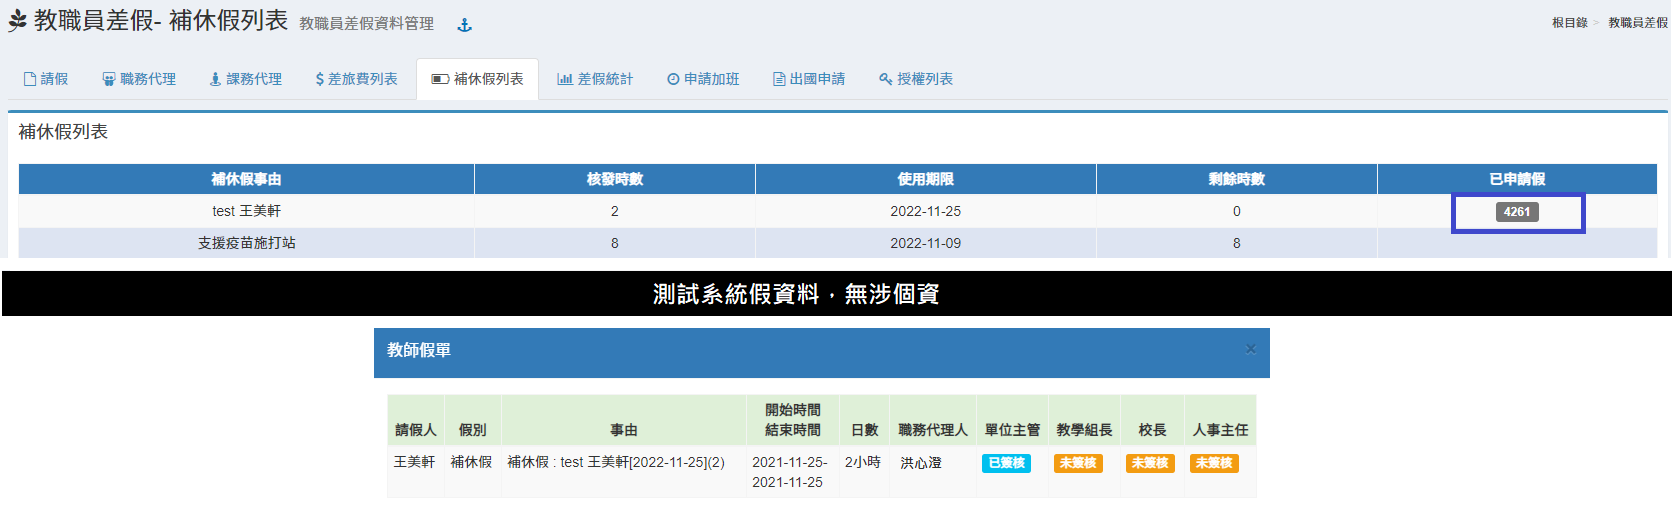 教職員差假- 補休假列表 教職員差假資料管理
根目錄 > 教職員差假
請假 職務代理 課務代理 $ 差旅費列表 補休假列表 差假統計 申請加班 出國申請 授權列表
補休假列表
補休假事由 核發時數 使用期限 剩餘時數 已申請假
test 王美軒 2 2022-11-25 0 4261
支援疫苗施打站 8 2022-11-09 8
測試系統假資料，無涉個資
教師假單 ×
請假人 假別 事由 開始時間 結束時間 日數 職務代理人 單位主管 教學組長 校長 人事主任
王美軒 補休假 補休假 : test 王美軒[2022-11-25](2) 2021-11-25- 2021-11-25 2小時 洪心澄 已簽核 未簽核 未簽核 未簽核